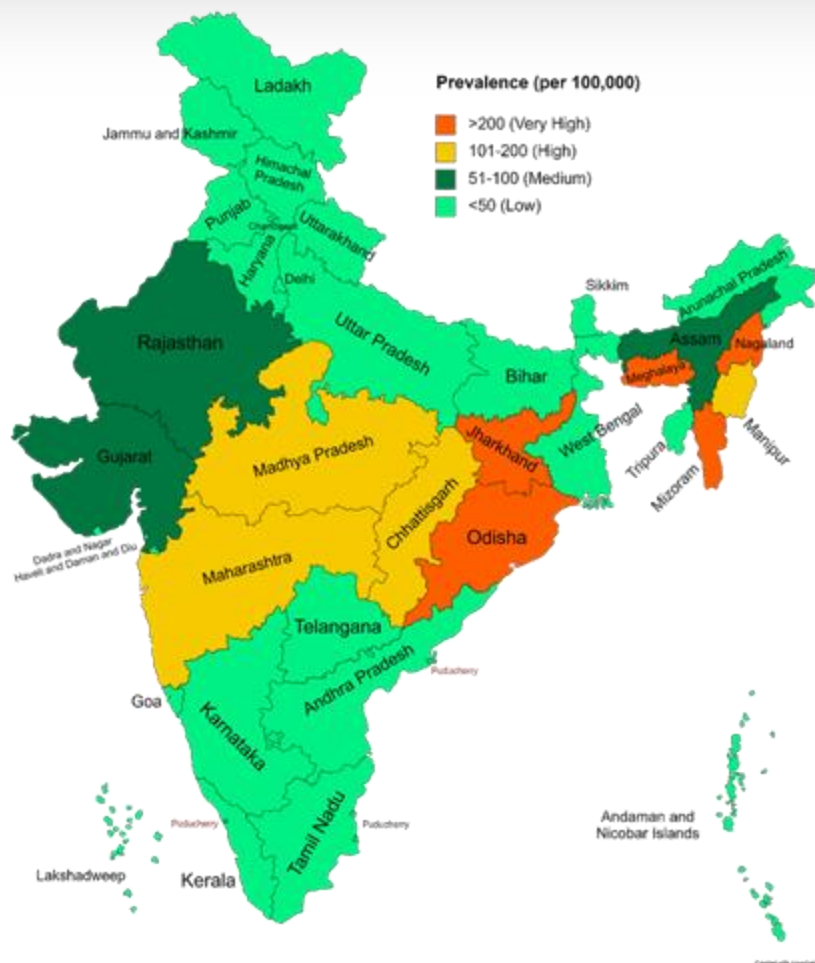 Ladakh
Prevalence (per 100,000)
>200 (Very High)
101-200 (High)
51-100 (Medium)
<50 (Low)
Jammu and Kashmir
Himachal
Pradesh
Punjab
Chandigarh
Uttarakhand
Haryana
Delhi
Sikkim
Arunachal Pradesh
Rajasthan
Uttar Pradesh
Assam
Nagaland
Meghalaya
Bihar
Manipur
Gujarat
Madhya Pradesh
Jharkhand
West Bengal
Tripura
Mizoram
Chhattisgarh
Odisha
Dadra and Nagar
Haveli and Daman and Diu
Maharashtra
Telangana
Andhra Pradesh
Puducherry
Goa
Karnataka
Puducherry
Tamil Nadu
Puducherry
Andaman and
Nicobar Islands
Lakshadweep
Kerala